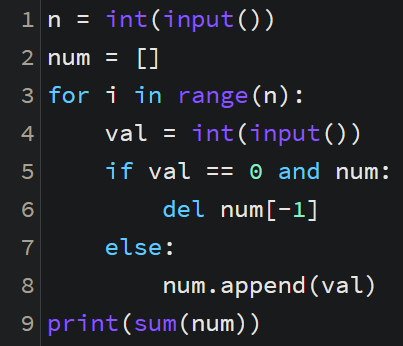 1 n = int(input())
2 num = []
3 for i in range(n):
4     val = int(input())
5     if val == 0 and num:
6         del num[-1]
7     else:
8         num.append(val)
9 print(sum(num))